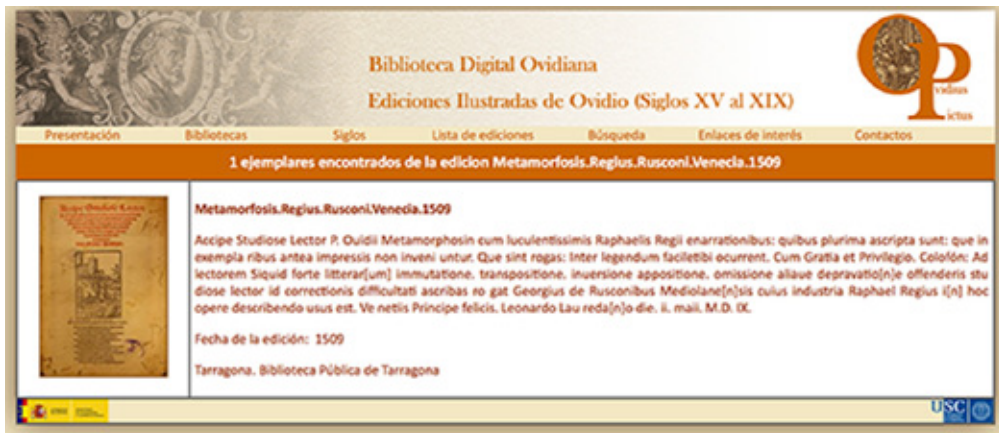 Biblioteca Digital Ovidiana
Ediciones Ilustradas de Ovidio (Siglos XV al XIX)
Ovidius
Pictus
Presentación Bibliotecas Siglos Lista de ediciones Búsqueda Enlaces de interés Contactos
1 ejemplares encontrados de la edicion Metamorfosis.Regius.Rusconi.Venecia.1509
Metamorfosis.Regius.Rusconi.Venecia.1509
Accipe Studiose Lector P. Ouidii Metamorphosin cum luculentissimis Raphaelis Regii enarrationibus: quibus plurima ascripta sunt: que in
exempla ribus antea impressis non inveni untur. Que sint rogas: Inter legendum faciletibi ocurrent. Cum Gratia et Privilegio. Colofón: Ad
lectorem Siquid forte litterar[um] immutatione. transpositione. inuersione appositione. omissione aliaue depravatio[n]e offenderis stu
diose lector id correctionis difficultati ascribas ro gat Georgius de Rusconibus Mediolane[n]sis cuius industria Raphael Regius i[n] hoc
opere describendo usus est. Ve netiis Principe felicis. Leonardo Lau reda[n]o die. ii. maii. M.D. IX.
Fecha de la edición: 1509
Tarragona. Biblioteca Pública de Tarragona
USC